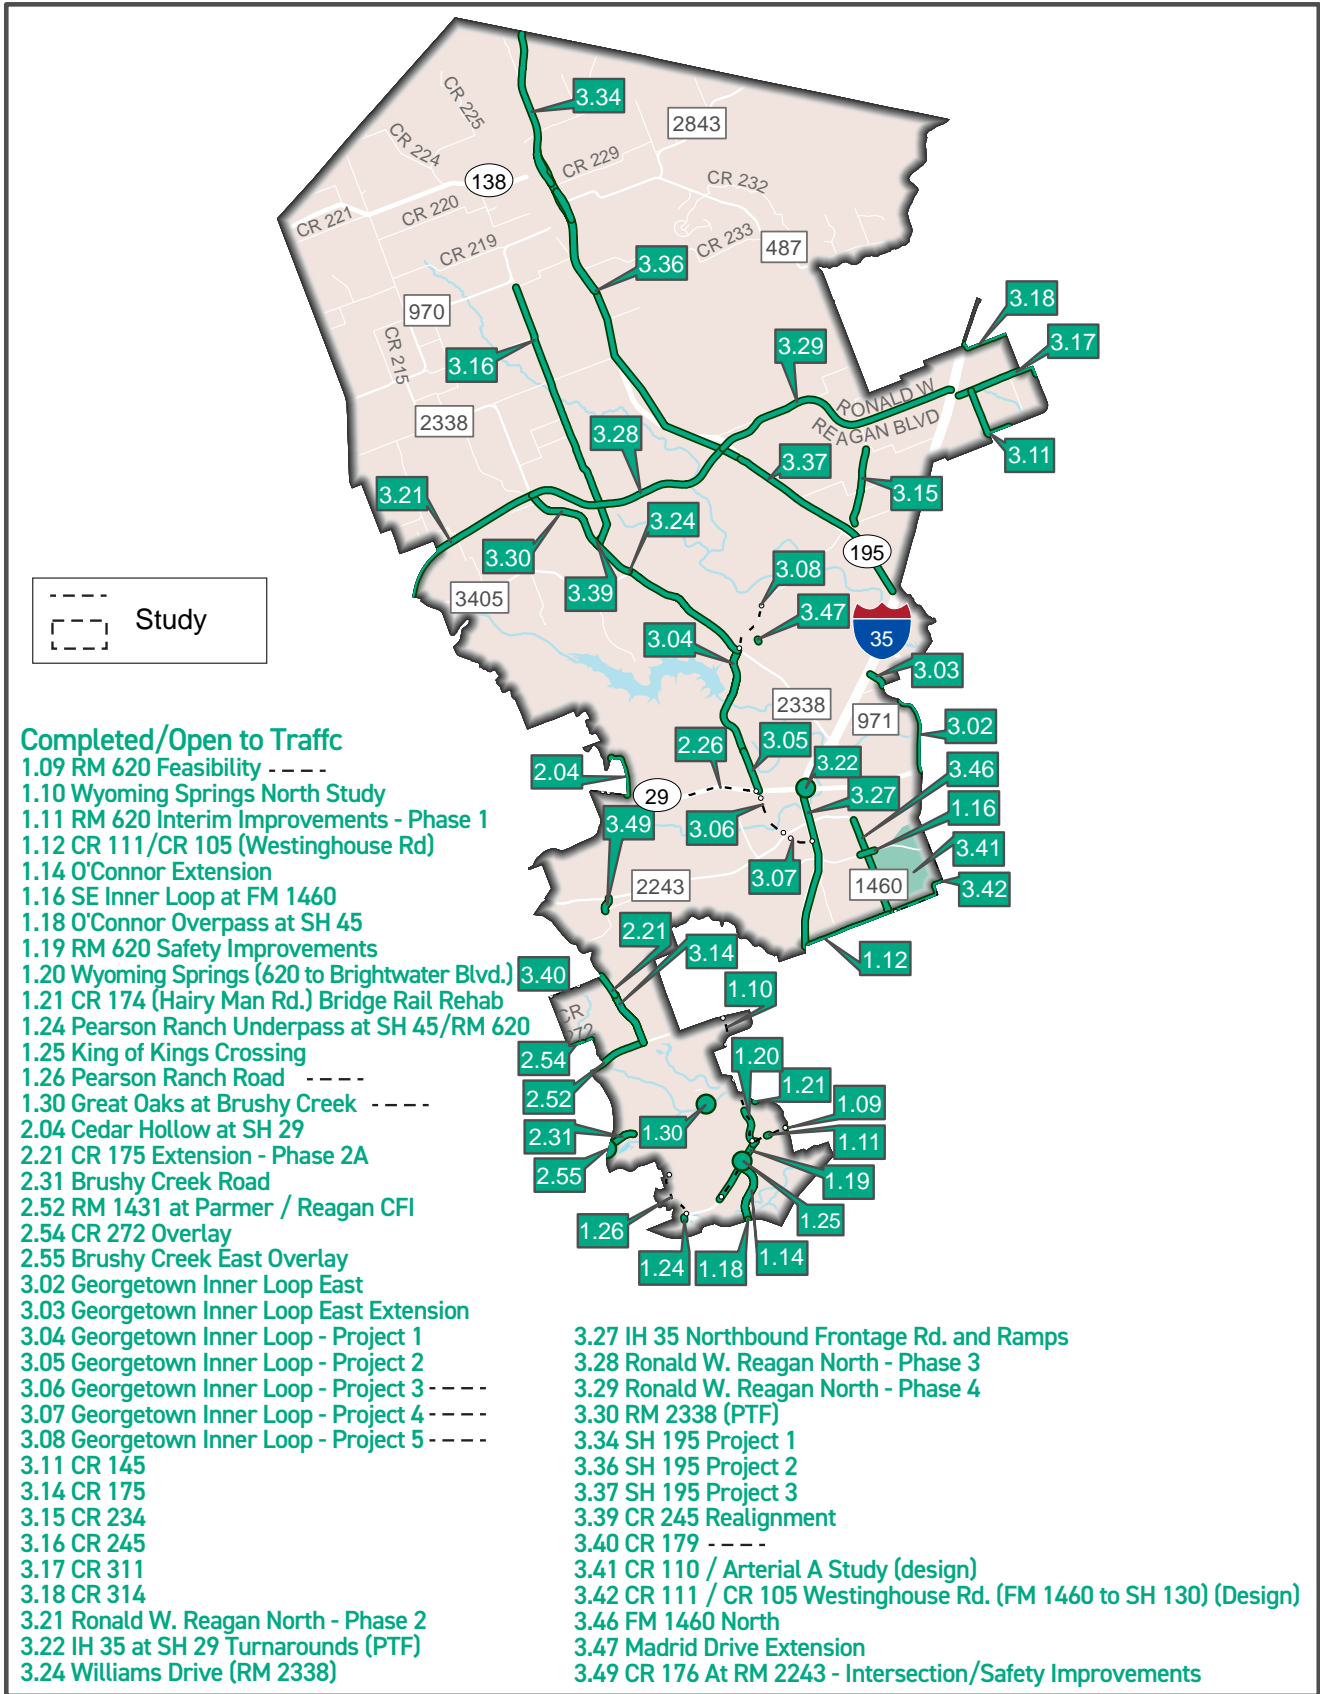 3.34
2843
CR 225
CR 224
CR 229
138
CR 232
CR 221
CR 220
CR 219
CR 233
487
3.36
970
3.18
3.17
3.29
CR 215
3.16
RONALD W
REAGAN BLVD
2338
3.28
3.11
3.37
3.21
3.15
3.24
3.30
195
3.08
3.39
3405
3.47
Study
35
3.04
3.03
2338
971
3.02
2.26
3.05
3.22
2.04
3.46
29
3.27
3.06
3.49
1.16
3.41
3.07
2243
1460
3.42
2.21
3.14
1.12
3.40
1.10
CR
272
2.54
1.20
1.21
2.52
1.09
2.31
1.30
1.11
2.55
1.19
1.26
1.25
1.24
1.18
1.14
Completed/Open to Traffc
1.09 RM 620 Feasibility
1.10 Wyoming Springs North Study
1.11 RM 620 Interim Improvements - Phase 1
1.12 CR 111/CR 105 (Westinghouse Rd)
1.14 O'Connor Extension
1.16 SE Inner Loop at FM 1460
1.18 O'Connor Overpass at SH 45
1.19 RM 620 Safety Improvements
1.20 Wyoming Springs (620 to Brightwater Blvd.)
1.21 CR 174 (Hairy Man Rd.) Bridge Rail Rehab
1.24 Pearson Ranch Underpass at SH 45/RM 620
1.25 King of Kings Crossing
1.26 Pearson Ranch Road
1.30 Great Oaks at Brushy Creek
2.04 Cedar Hollow at SH 29
2.21 CR 175 Extension - Phase 2A
2.31 Brushy Creek Road
2.52 RM 1431 at Parmer / Reagan CFI
2.54 CR 272 Overlay
2.55 Brushy Creek East Overlay
3.02 Georgetown Inner Loop East
3.03 Georgetown Inner Loop East Extension
3.04 Georgetown Inner Loop - Project 1
3.05 Georgetown Inner Loop - Project 2
3.06 Georgetown Inner Loop - Project 3
3.07 Georgetown Inner Loop - Project 4
3.08 Georgetown Inner Loop - Project 5
3.11 CR 145
3.14 CR 175
3.15 CR 234
3.16 CR 245
3.17 CR 311
3.18 CR 314
3.21 Ronald W. Reagan North - Phase 2
3.22 IH 35 at SH 29 Turnarounds (PTF)
3.24 Williams Drive (RM 2338)
3.27 IH 35 Northbound Frontage Rd. and Ramps
3.28 Ronald W. Reagan North - Phase 3
3.29 Ronald W. Reagan North - Phase 4
3.30 RM 2338 (PTF)
3.34 SH 195 Project 1
3.36 SH 195 Project 2
3.37 SH 195 Project 3
3.39 CR 245 Realignment
3.40 CR 179
3.41 CR 110 / Arterial A Study (design)
3.42 CR 111 / CR 105 Westinghouse Rd. (FM 1460 to SH 130) (Design)
3.46 FM 1460 North
3.47 Madrid Drive Extension
3.49 CR 176 At RM 2243 - Intersection/Safety Improvements